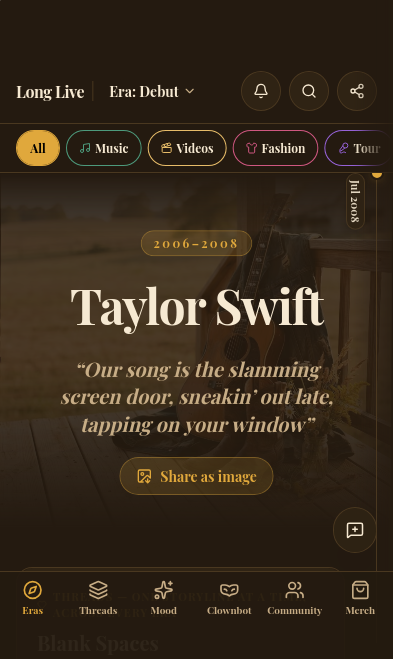 Long Live
Era: Debut
All
Music
Videos
Fashion
Tour
Jul 2008
2006–2008
Taylor Swift
“Our song is the slamming
screen door, sneakin’ out late,
tapping on your window”
Share as image
Eras
Threads
Mood
Clownbot
Community
Merch
Blank Spaces